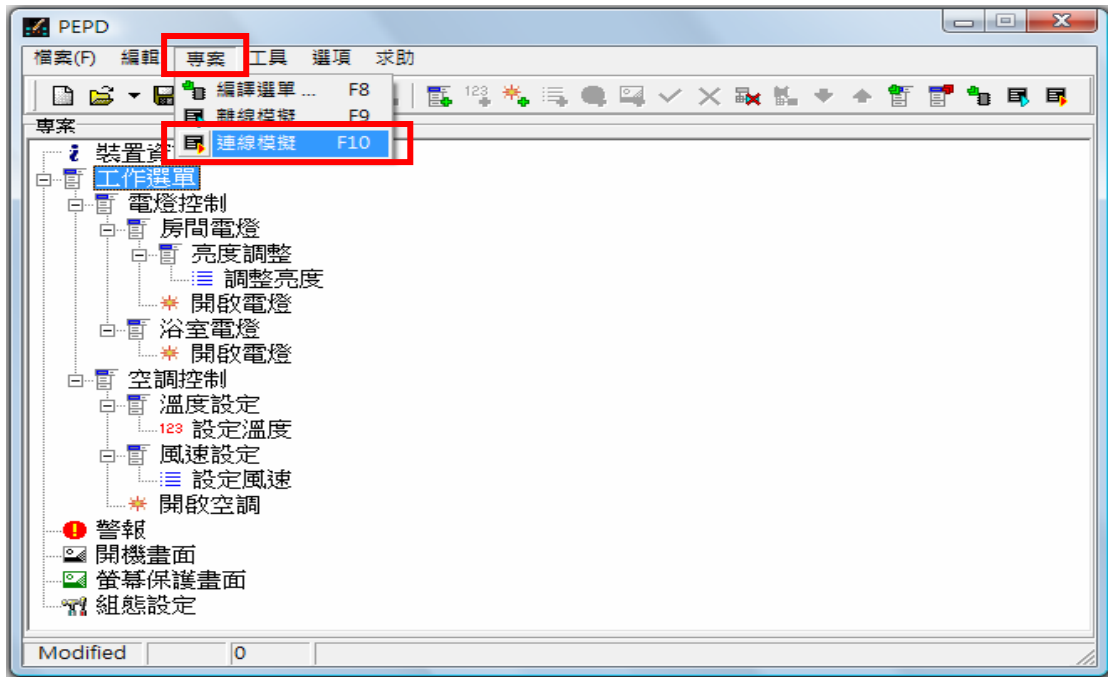 PEPD
檔案(F) 編輯 專案 工具 選項 求助
編譯選單 ... F8
離線模擬 F9
連線模擬 F10
專案
裝置資
工作選單
電燈控制
房間電燈
亮度調整
調整亮度
開啟電燈
浴室電燈
開啟電燈
空調控制
溫度設定
123 設定溫度
風速設定
設定風速
開啟空調
警報
開機畫面
螢幕保護畫面
組態設定
Modified 0